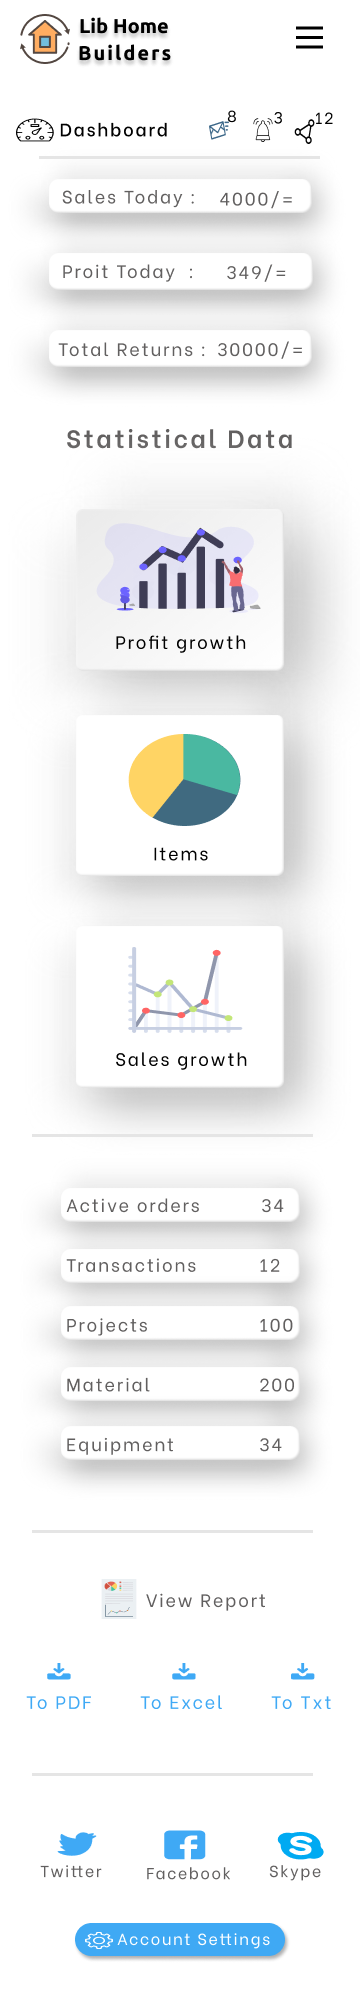 Lib Home
Builders
Dashboard 8 3 12
Sales Today : 4000/=
Proit Today : 349/=
Total Returns : 30000/=
Statistical Data
Profit growth
Items
Sales growth
Active orders 34
Transactions 12
Projects 100
Material 200
Equipment 34
View Report
To PDF To Excel To Txt
Twitter Facebook Skype
Account Settings